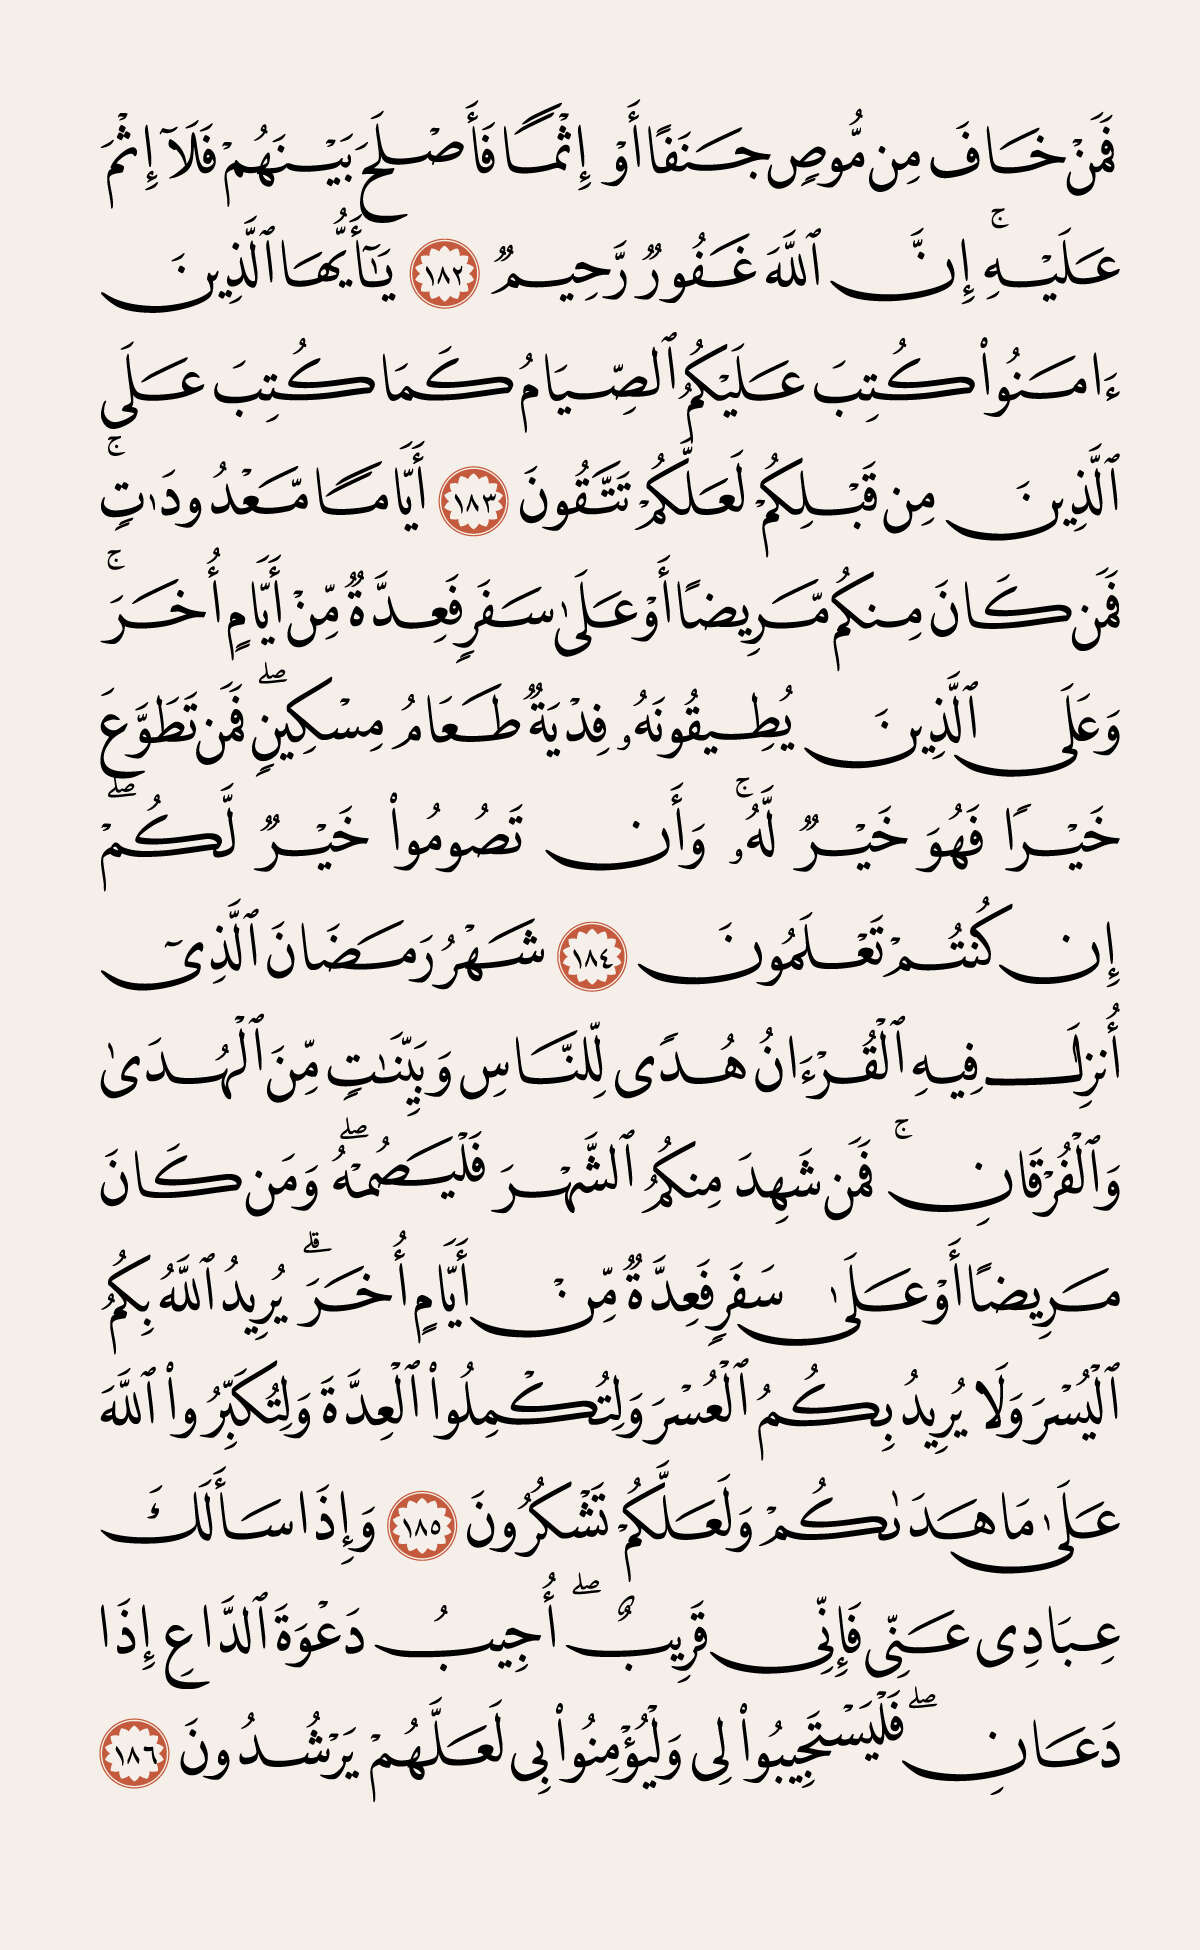 فَمَنْ خَافَ مِن مُّوصٍ جَنَفًا أَوْ إِثْمًا فَأَصْلَحَ بَيْنَهُمْ فَلَآ إِثْمَ
عَلَيْهِ ۚ إِنَّ ٱللَّهَ غَفُورٌ رَّحِيمٌ ١٨٢ يَـٰٓأَيُّهَا ٱلَّذِينَ
ءَامَنُوا۟ كُتِبَ عَلَيْكُمُ ٱلصِّيَامُ كَمَا كُتِبَ عَلَى
ٱلَّذِينَ مِن قَبْلِكُمْ لَعَلَّكُمْ تَتَّقُونَ ١٨٣ أَيَّامًا مَّعْدُودَٰتٍ ۚ
فَمَن كَانَ مِنكُم مَّرِيضًا أَوْ عَلَىٰ سَفَرٍ فَعِدَّةٌ مِّنْ أَيَّامٍ أُخَرَ ۚ
وَعَلَى ٱلَّذِينَ يُطِيقُونَهُۥ فِدْيَةٌ طَعَامُ مِسْكِينٍ ۖ فَمَن تَطَوَّعَ
خَيْرًا فَهُوَ خَيْرٌ لَّهُۥ ۚ وَأَن تَصُومُوا۟ خَيْرٌ لَّكُمْ ۖ
إِن كُنتُمْ تَعْلَمُونَ ١٨٤ شَهْرُ رَمَضَانَ ٱلَّذِىٓ
أُنزِلَ فِيهِ ٱلْقُرْءَانُ هُدًى لِّلنَّاسِ وَبَيِّنَـٰتٍ مِّنَ ٱلْهُدَىٰ
وَٱلْفُرْقَانِ ۚ فَمَن شَهِدَ مِنكُمُ ٱلشَّهْرَ فَلْيَصُمْهُ ۖ وَمَن كَانَ
مَرِيضًا أَوْ عَلَىٰ سَفَرٍ فَعِدَّةٌ مِّنْ أَيَّامٍ أُخَرَ ۗ يُرِيدُ ٱللَّهُ بِكُمُ
ٱلْيُسْرَ وَلَا يُرِيدُ بِكُمُ ٱلْعُسْرَ وَلِتُكْمِلُوا۟ ٱلْعِدَّةَ وَلِتُكَبِّرُوا۟ ٱللَّهَ
عَلَىٰ مَا هَدَىٰكُمْ وَلَعَلَّكُمْ تَشْكُرُونَ ١٨٥ وَإِذَا سَأَلَكَ
عِبَادِى عَنِّى فَإِنِّى قَرِيبٌ ۖ أُجِيبُ دَعْوَةَ ٱلدَّاعِ إِذَا
دَعَانِ ۖ فَلْيَسْتَجِيبُوا۟ لِى وَلْيُؤْمِنُوا۟ بِى لَعَلَّهُمْ يَرْشُدُونَ ١٨٦